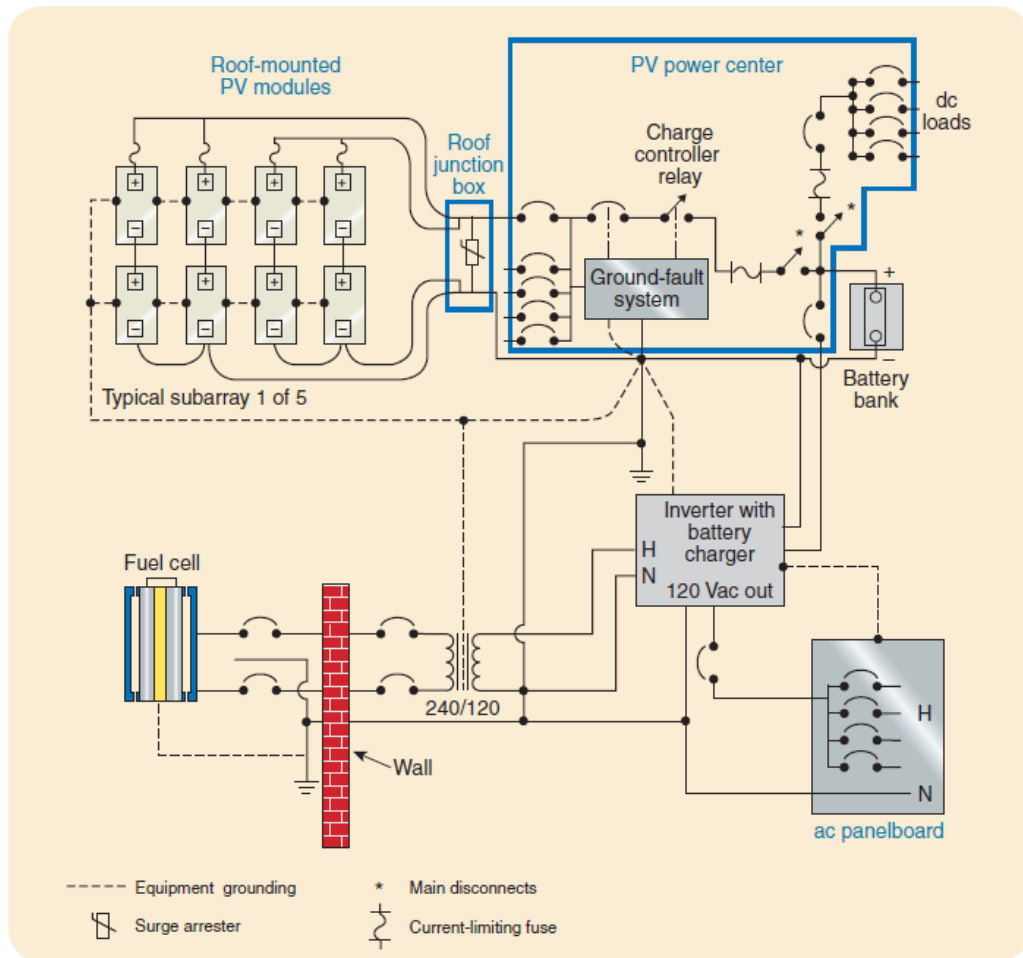 Roof-mounted
PV modules
PV power center
dc
loads
Charge
controller
relay
Roof
junction
box
*
*
+ + + +
− − − −
+ + + +
− − − −
Ground-fault
system
+
−
Battery
bank
Typical subarray 1 of 5
Inverter with
battery
charger
H
N
120 Vac out
Fuel cell
240/120
Wall
H
N
ac panelboard
Equipment grounding
* Main disconnects
Surge arrester
Current-limiting fuse